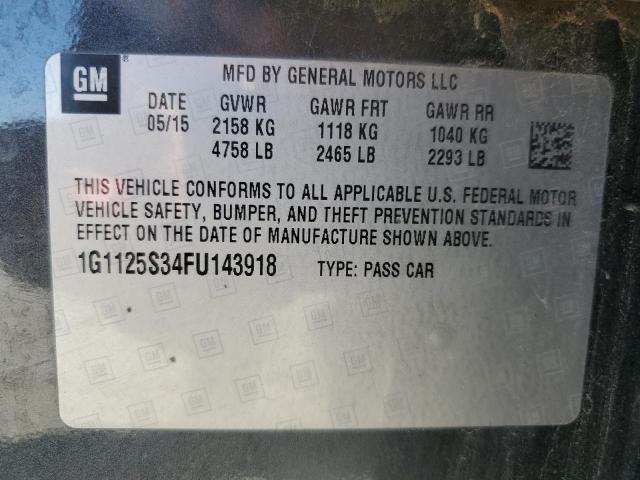 GM ®
MFD BY GENERAL MOTORS LLC
DATE GVWR GAWR FRT GAWR RR
05/15 2158 KG 1118 KG 1040 KG
4758 LB 2465 LB 2293 LB
THIS VEHICLE CONFORMS TO ALL APPLICABLE U.S. FEDERAL MOTOR
VEHICLE SAFETY, BUMPER, AND THEFT PREVENTION STANDARDS IN
EFFECT ON THE DATE OF MANUFACTURE SHOWN ABOVE.
1G1125S34FU143918 TYPE: PASS CAR